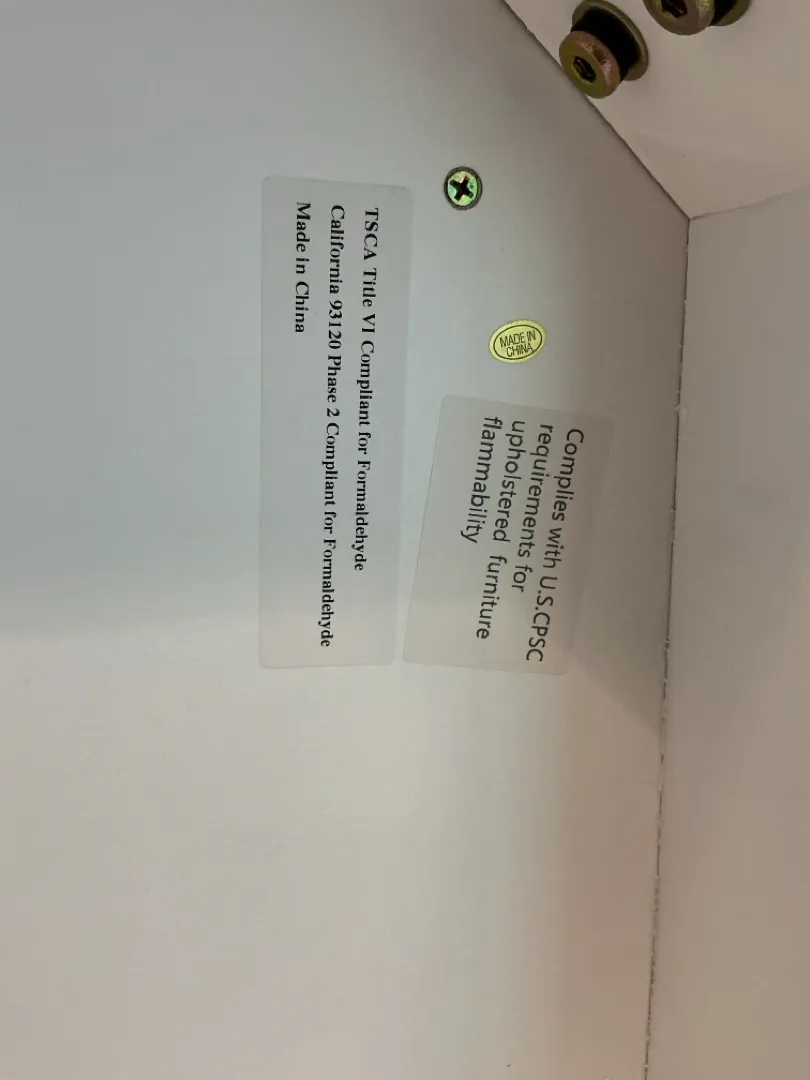 TSCA Title VI Compliant for Formaldehyde
California 93120 Phase 2 Compliant for Formaldehyde
Made in China
MADE IN
CHINA
Complies with U.S.CPSC
requirements for
upholstered furniture
flammability